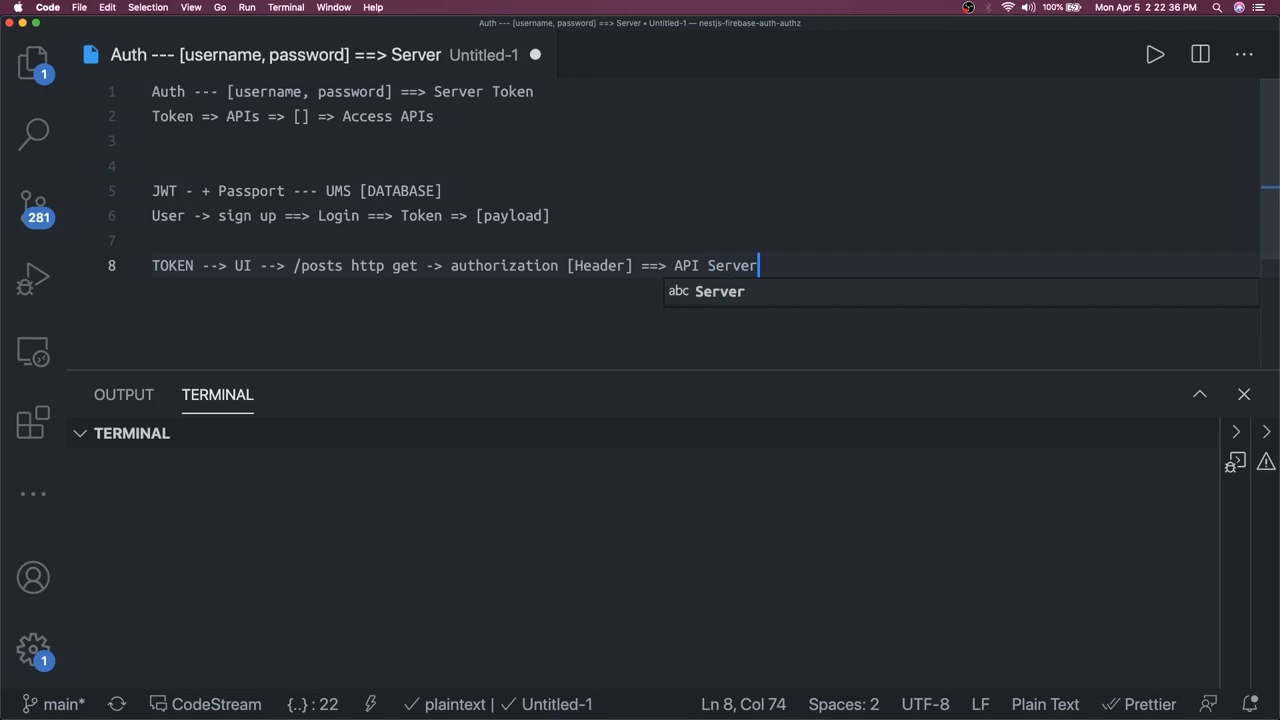 Code File Edit Selection View Go Run Terminal Window Help 100% Mon Apr 5 2 22 36 PM
Auth --- [username, password] ==> Server • Untitled-1 — nestjs-firebase-auth-authz
Auth --- [username, password] ==> Server Untitled-1
1 Auth --- [username, password] ==> Server Token
2 Token => APIs => [] => Access APIs
3
4
5 JWT - + Passport --- UMS [DATABASE]
6 User -> sign up ==> Login ==> Token => [payload]
7
8 TOKEN --> UI --> /posts http get -> authorization [Header] ==> API Server
abc Server
1
281
OUTPUT TERMINAL
TERMINAL
1
main* CodeStream {..} : 22 plaintext | Untitled-1 Ln 8, Col 74 Spaces: 2 UTF-8 LF Plain Text Prettier